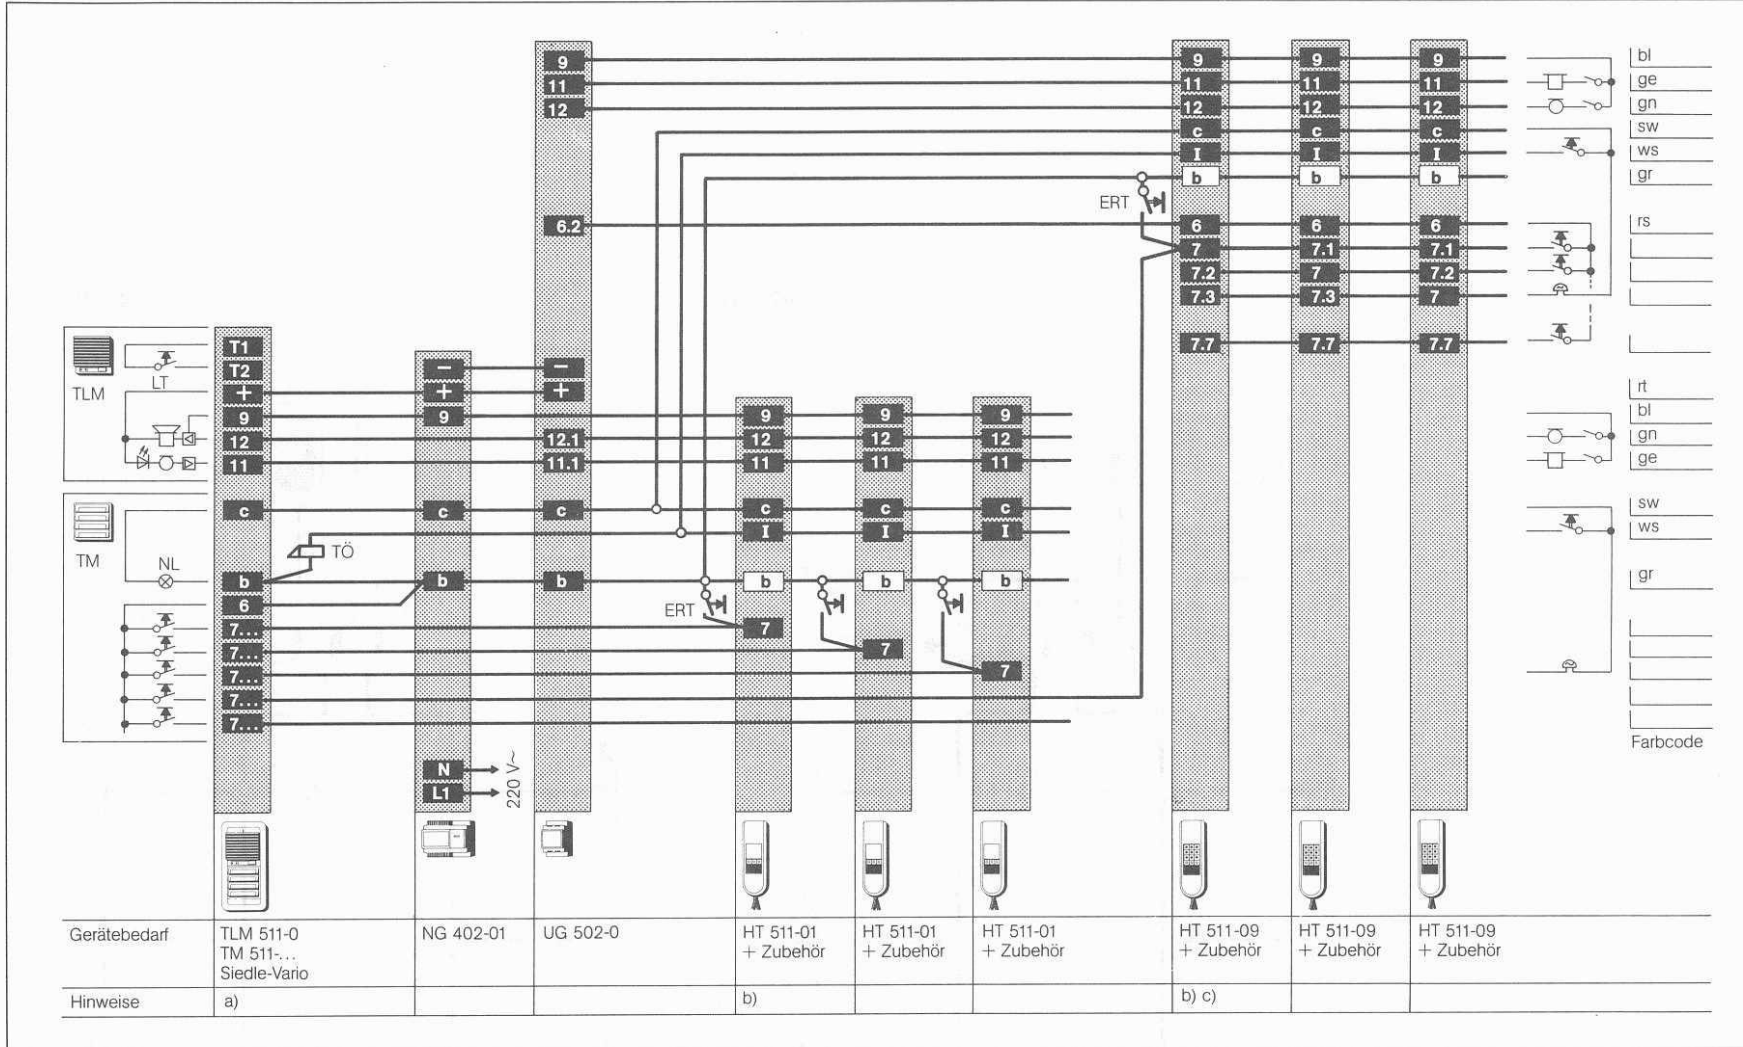 9 9 9 9 bl
11 11 11 11 ge
12 12 12 12 gn
c c c sw
I I I ws
b b b gr
ERT
6.2 6 6 6 rs
7 7.1 7.1
7.2 7 7.2
7.3 7.3 7
7.7 7.7 7.7
T1
T2 − −
LT
TLM + + + rt
9 9 9 9 9 bl
12 12.1 12 12 12 gn
11 11.1 11 11 11 ge
c c c c c c sw
I I I ws
TÖ
TM NL
b b b b b b gr
6
ERT
7... 7
7... 7
7... 7
7...
7...
Farbcode
N
L1
220 V~
Gerätebedarf
TLM 511-0
TM 511-...
Siedle-Vario
NG 402-01
UG 502-0
HT 511-01
+ Zubehör
HT 511-01
+ Zubehör
HT 511-01
+ Zubehör
HT 511-09
+ Zubehör
HT 511-09
+ Zubehör
HT 511-09
+ Zubehör
Hinweise a) b) b) c)